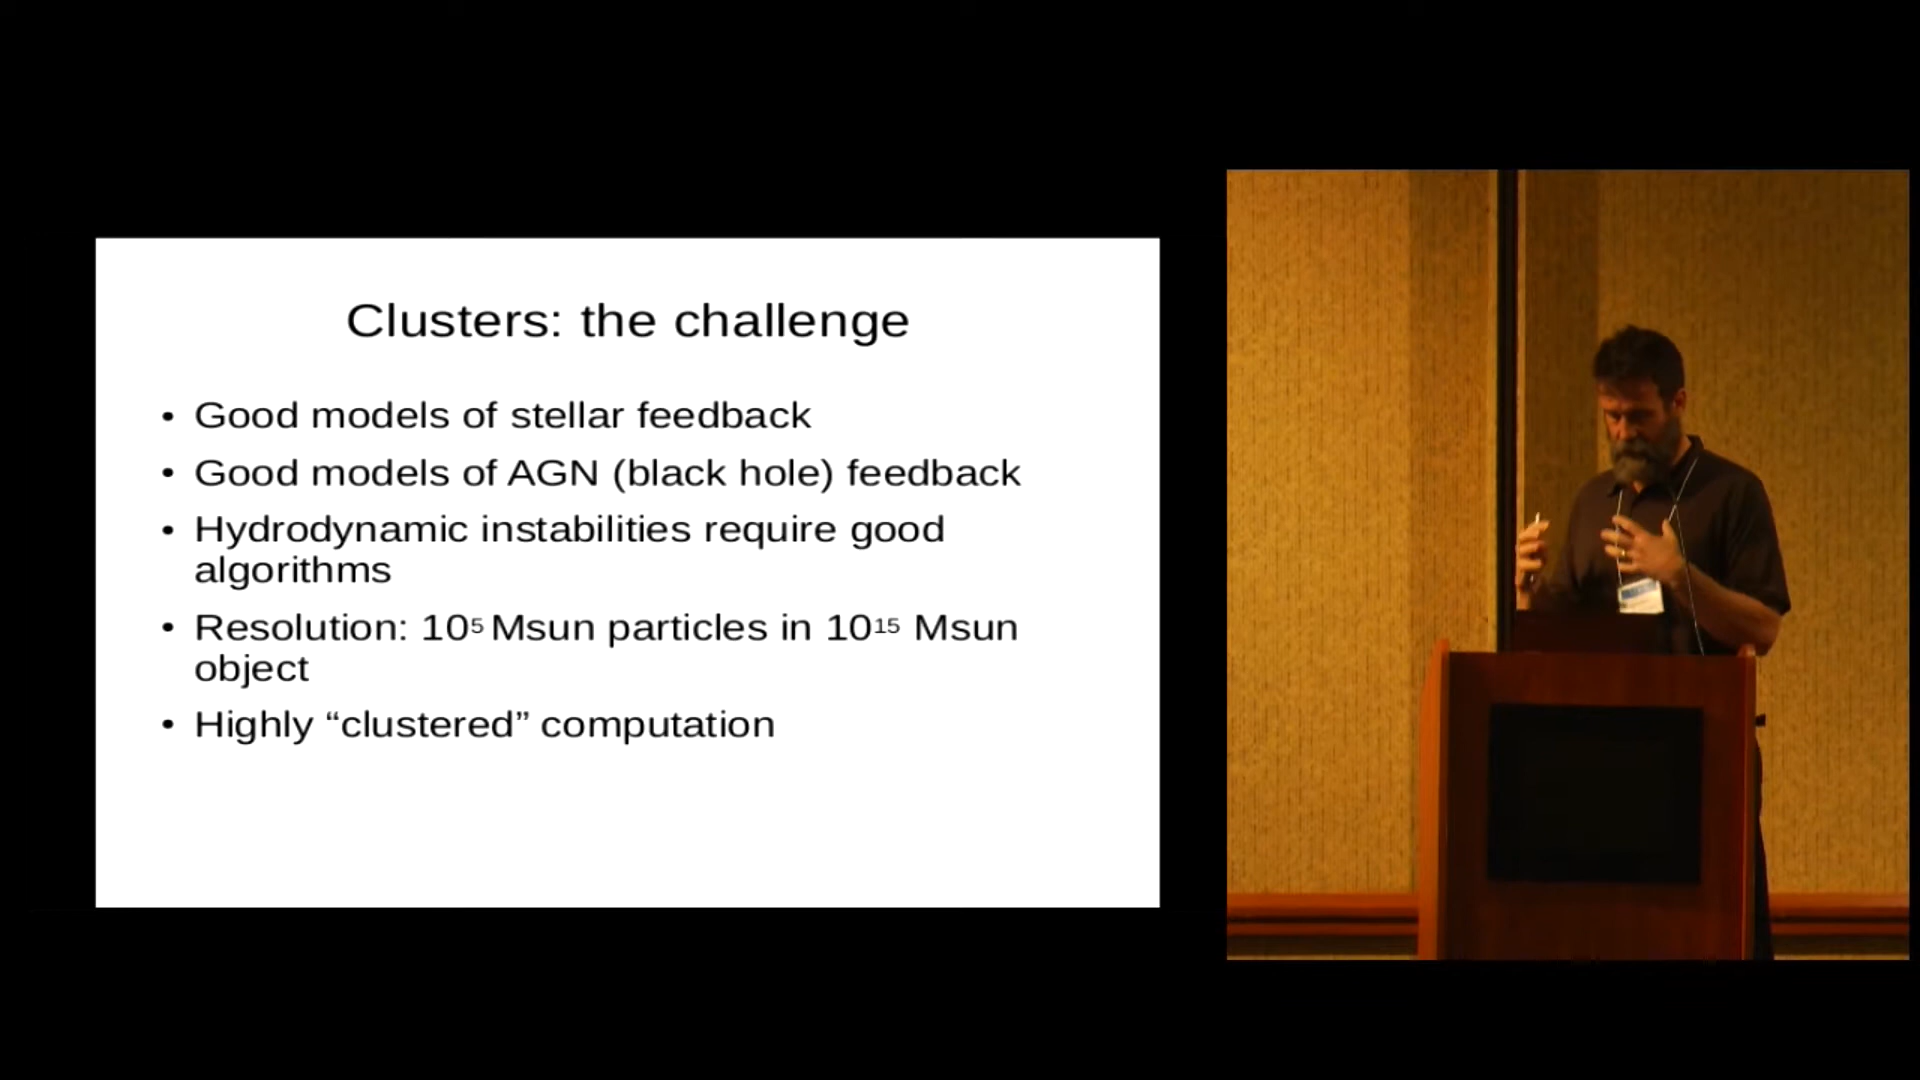 Clusters: the challenge
• Good models of stellar feedback
• Good models of AGN (black hole) feedback
• Hydrodynamic instabilities require good
algorithms
• Resolution: 10⁵ Msun particles in 10¹⁵ Msun
object
• Highly “clustered” computation